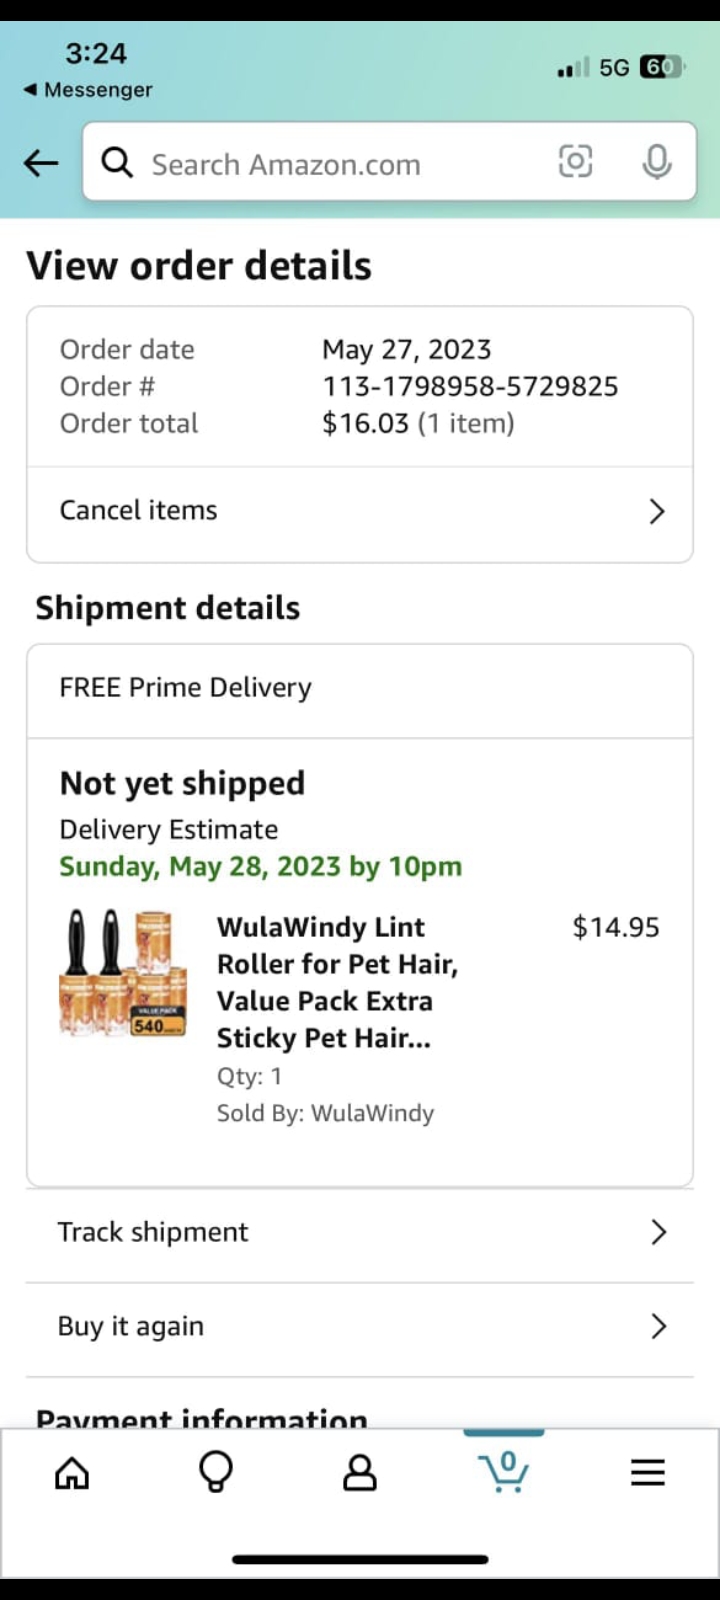 3:24
5G 60
◀ Messenger
Search Amazon.com
View order details
Order date May 27, 2023
Order # 113-1798958-5729825
Order total $16.03 (1 item)
Cancel items
Shipment details
FREE Prime Delivery
Not yet shipped
Delivery Estimate
Sunday, May 28, 2023 by 10pm
WulaWindy Lint $14.95
Roller for Pet Hair,
Value Pack Extra
Sticky Pet Hair...
Qty: 1
Sold By: WulaWindy
VALUE PACK
540
Track shipment
Buy it again
Payment information
0